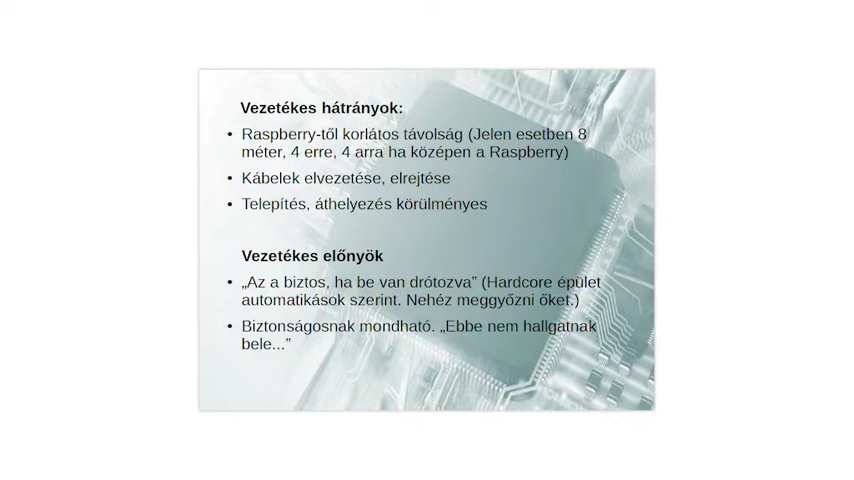 Vezetékes hátrányok:
• Raspberry-től korlátos távolság (Jelen esetben 8
méter, 4 erre, 4 arra ha középen a Raspberry)
• Kábelek elvezetése, elrejtése
• Telepítés, áthelyezés körülményes
Vezetékes előnyök
• „Az a biztos, ha be van drótozva” (Hardcore épület
automatikások szerint. Nehéz meggyőzni őket.)
• Biztonságosnak mondható. „Ebbe nem hallgatnak
bele...”